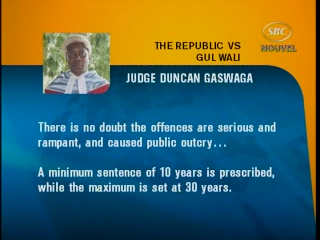 THE REPUBLIC VS
GUL WALI
SBC
NOUVEL
JUDGE DUNCAN GASWAGA
There is no doubt the offences are serious and
rampant, and caused public outcry...
A minimum sentence of 10 years is prescribed,
while the maximum is set at 30 years.